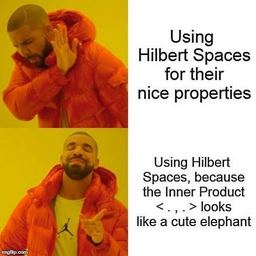 Using
Hilbert Spaces
for their
nice properties
Using Hilbert
Spaces, because
the Inner Product
< . , . > looks
like a cute elephant
imgflip.com